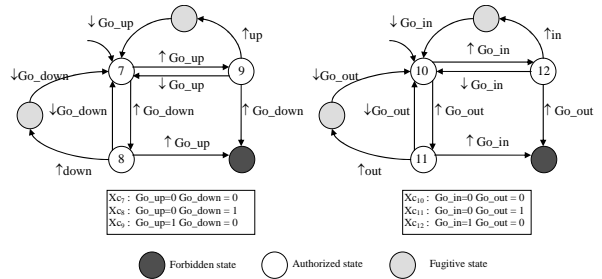 ↓ Go_up
↑up
↑ Go_up
7
9
↓ Go_up
↓Go_down
↓Go_down
↑ Go_down
↑ Go_down
↑ Go_up
8
↑down
Xc₇ : Go_up=0 Go_down = 0
Xc₈ : Go_up=0 Go_down = 1
Xc₉ : Go_up=1 Go_down = 0
↓ Go_in
↑in
↑ Go_in
10
12
↓ Go_in
↓Go_out
↓Go_out
↑ Go_out
↑ Go_out
↑ Go_in
11
↑out
Xc₁₀ : Go_in=0 Go_out = 0
Xc₁₁ : Go_in=0 Go_out = 1
Xc₁₂ : Go_in=1 Go_out = 0
Forbidden state
Authorized state
Fugitive state